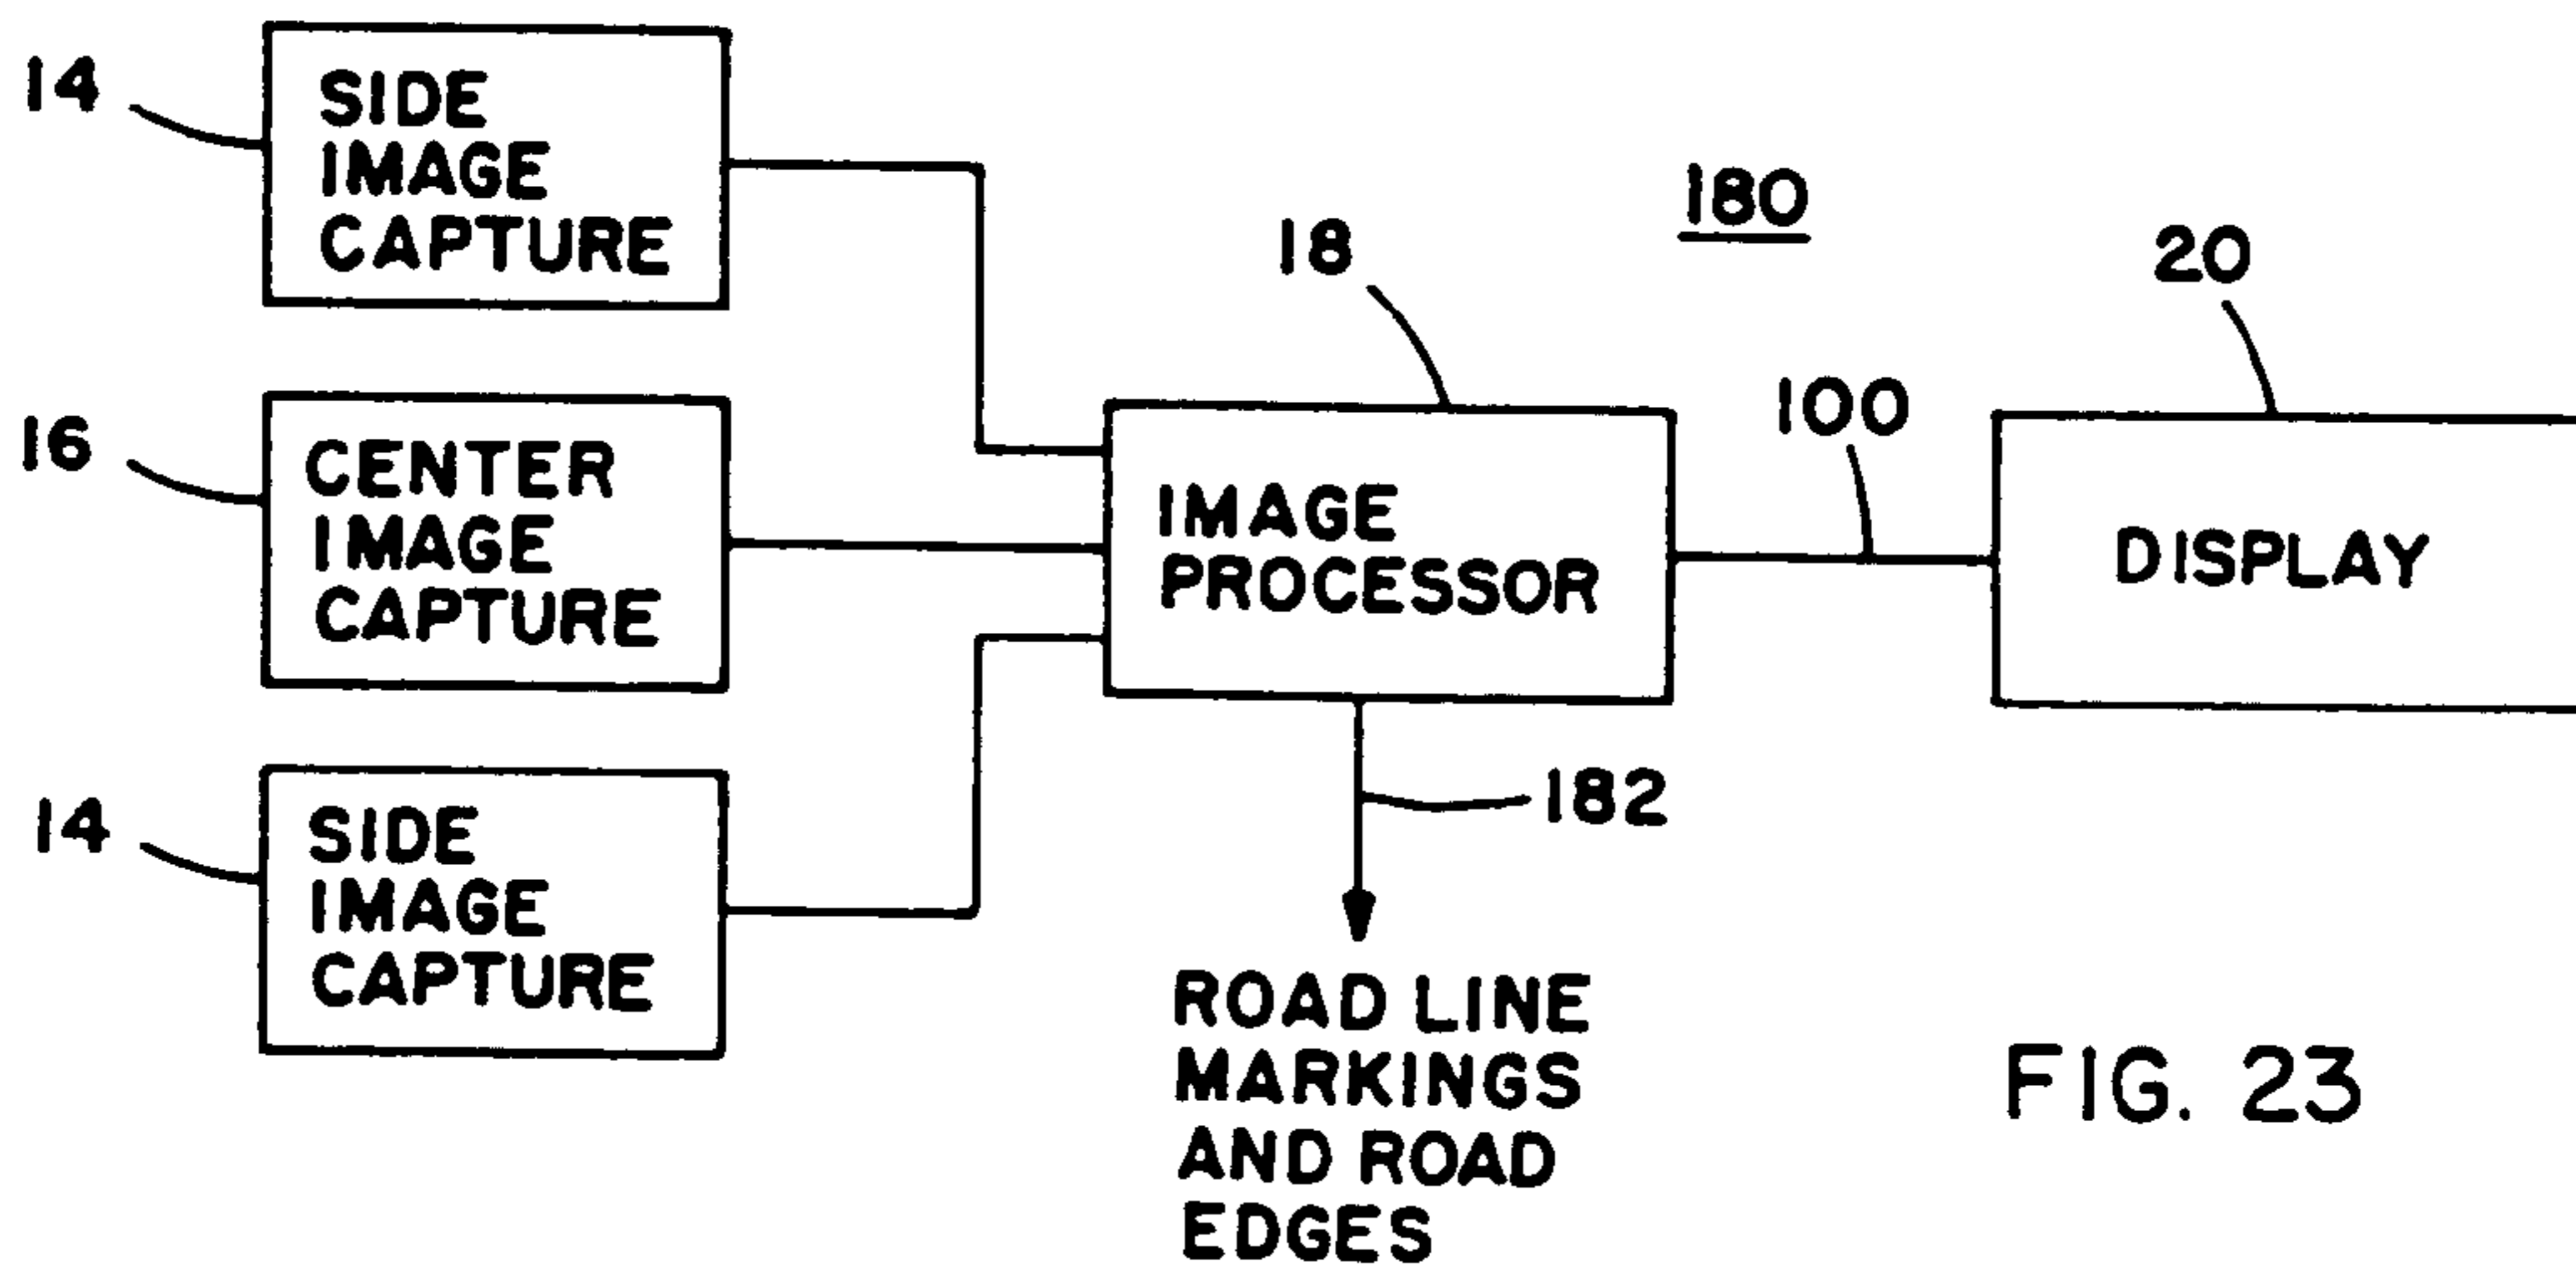 14
SIDE
IMAGE
CAPTURE
16
CENTER
IMAGE
CAPTURE
14
SIDE
IMAGE
CAPTURE
18
IMAGE
PROCESSOR
180
100
20
DISPLAY
182
ROAD LINE
MARKINGS
AND ROAD
EDGES
FIG. 23